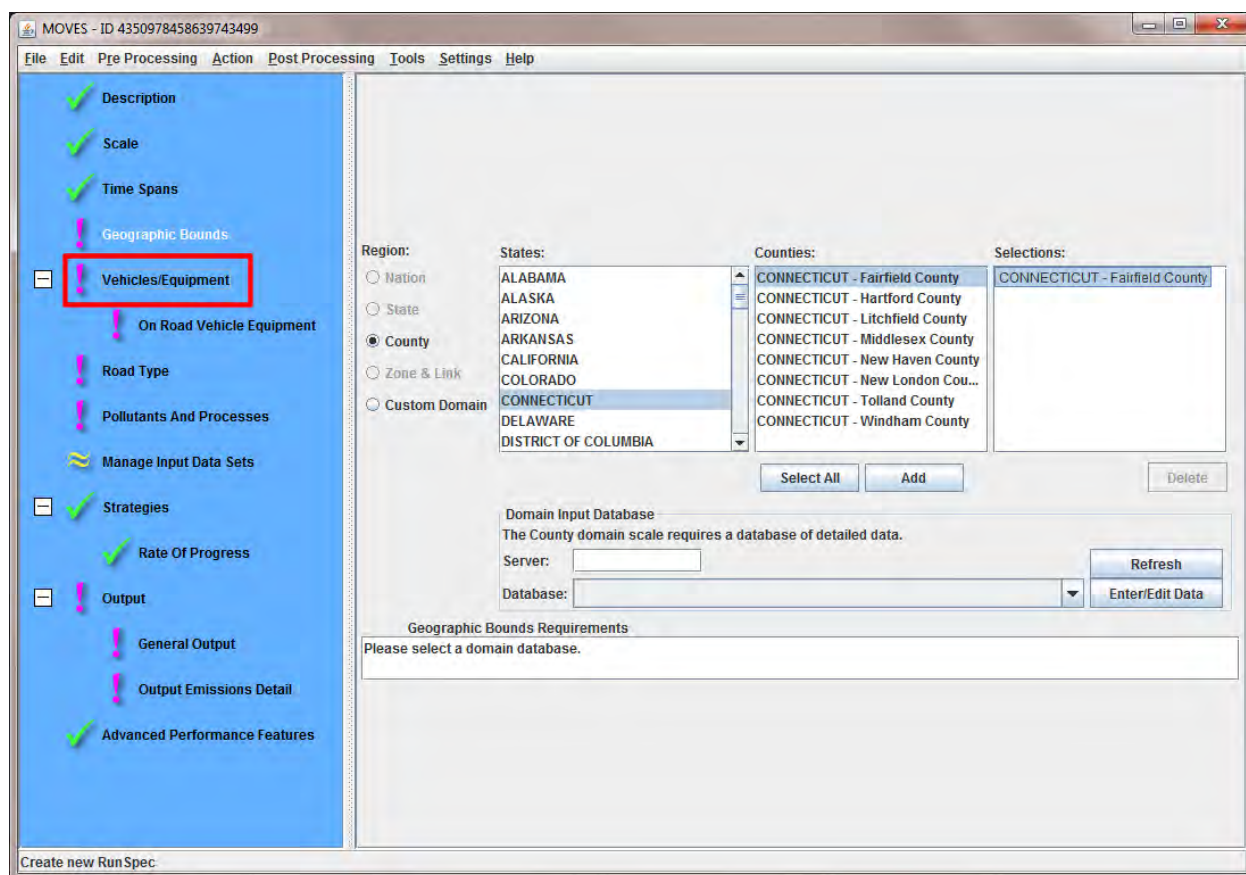 MOVES - ID 4350978458639743499
File Edit Pre Processing Action Post Processing Tools Settings Help
Description
Scale
Time Spans
Geographic Bounds
Vehicles/Equipment
On Road Vehicle Equipment
Road Type
Pollutants And Processes
Manage Input Data Sets
Strategies
Rate Of Progress
Output
General Output
Output Emissions Detail
Advanced Performance Features
Region:
Nation
State
County
Zone & Link
Custom Domain
States:
ALABAMA
ALASKA
ARIZONA
ARKANSAS
CALIFORNIA
COLORADO
CONNECTICUT
DELAWARE
DISTRICT OF COLUMBIA
Counties:
CONNECTICUT - Fairfield County
CONNECTICUT - Hartford County
CONNECTICUT - Litchfield County
CONNECTICUT - Middlesex County
CONNECTICUT - New Haven County
CONNECTICUT - New London Cou...
CONNECTICUT - Tolland County
CONNECTICUT - Windham County
Selections:
CONNECTICUT - Fairfield County
Select All Add Delete
Domain Input Database
The County domain scale requires a database of detailed data.
Server:
Refresh
Database:
Enter/Edit Data
Geographic Bounds Requirements
Please select a domain database.
Create new RunSpec